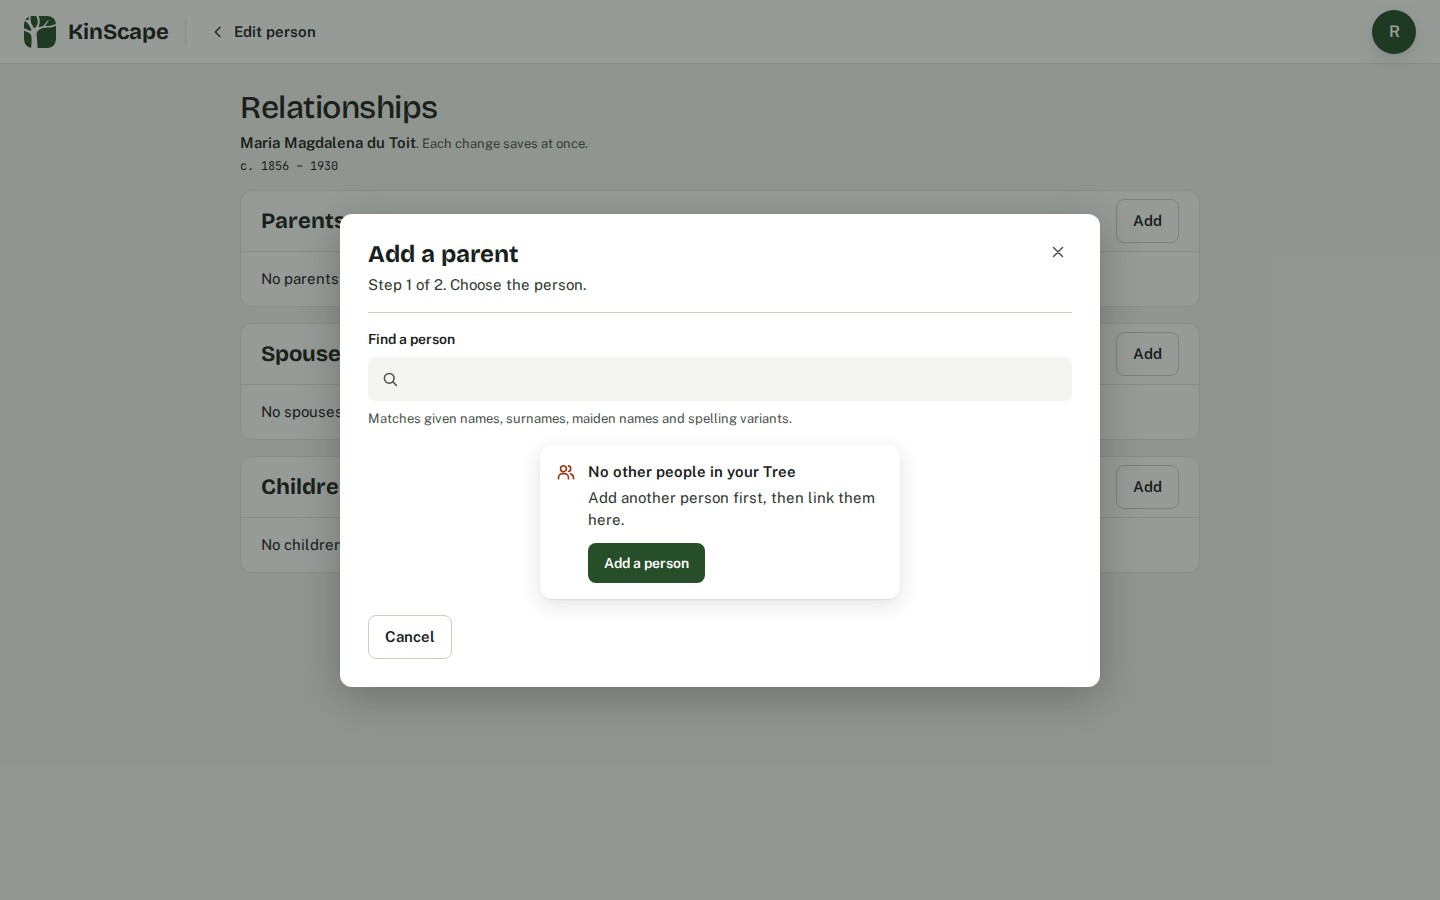 KinScape
Edit person
R
Relationships
Maria Magdalena du Toit. Each change saves at once.
c. 1856 – 1930
Parents
Add
No parents
Add a parent
Step 1 of 2. Choose the person.
Find a person
Matches given names, surnames, maiden names and spelling variants.
No other people in your Tree
Add another person first, then link them
here.
Add a person
Cancel
Spouse
Add
No spouses
Childre
Add
No children